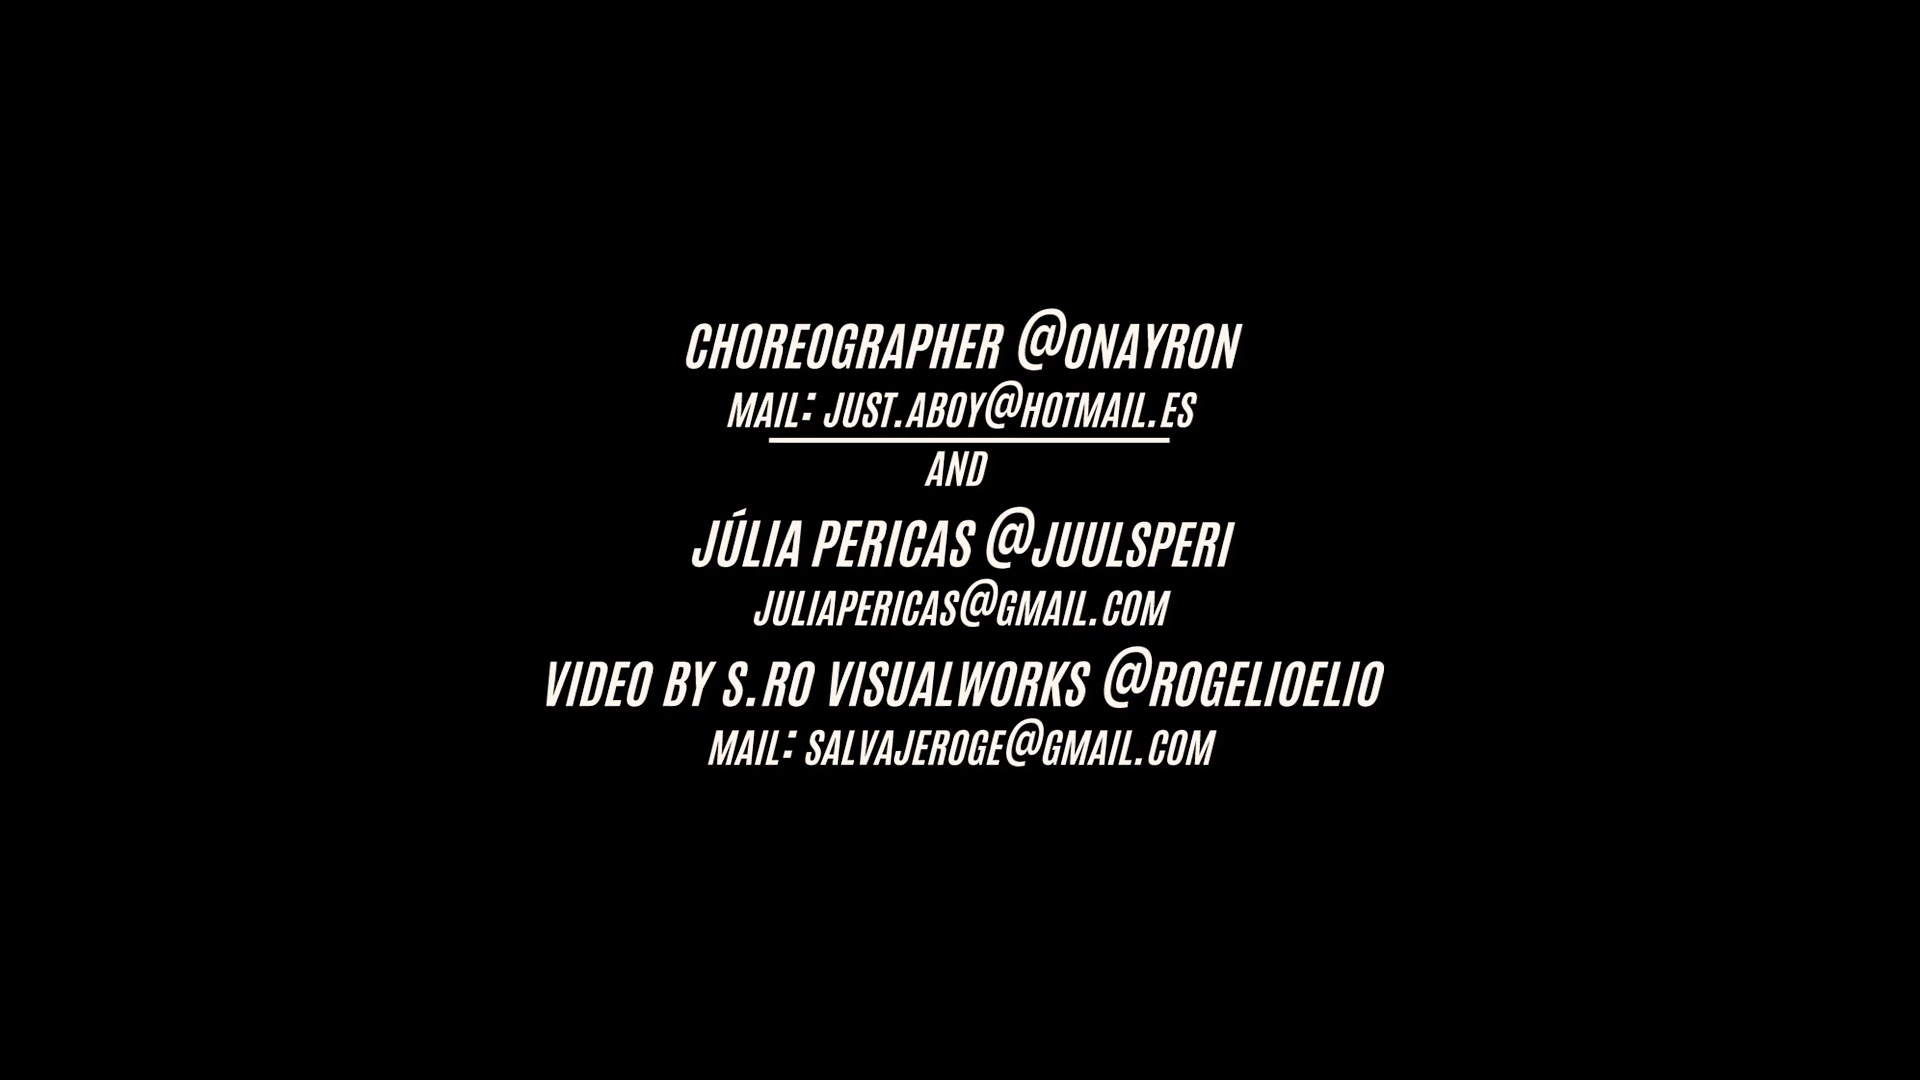 CHOREOGRAPHER @ONAYRON
MAIL: JUST.ABOY@HOTMAIL.ES
AND
JÚLIA PERICAS @JUULSPERI
JULIAPERICAS@GMAIL.COM
VIDEO BY S.RO VISUALWORKS @ROGELIOELIO
MAIL: SALVAJEROGE@GMAIL.COM